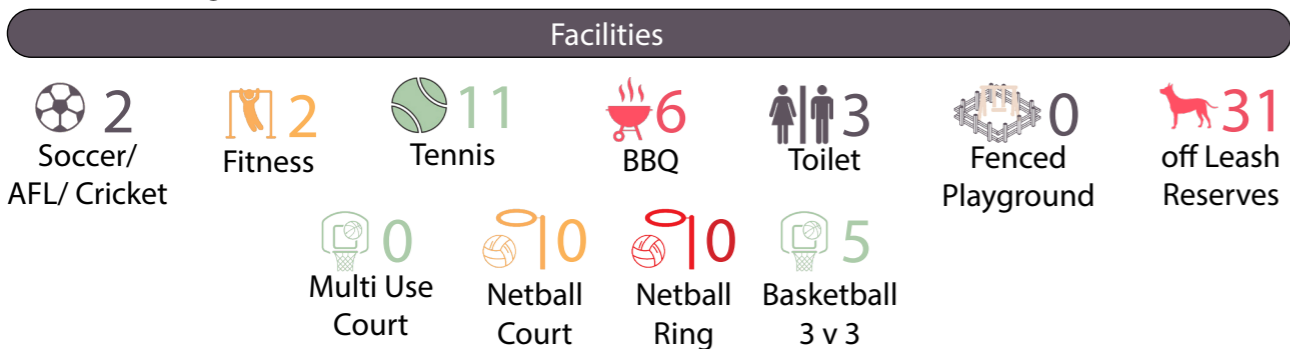 Facilities
2
Soccer/
AFL/ Cricket
2
Fitness
11
Tennis
6
BBQ
3
Toilet
0
Fenced
Playground
31
off Leash
Reserves
0
Multi Use
Court
0
Netball
Court
0
Netball
Ring
5
Basketball
3 v 3